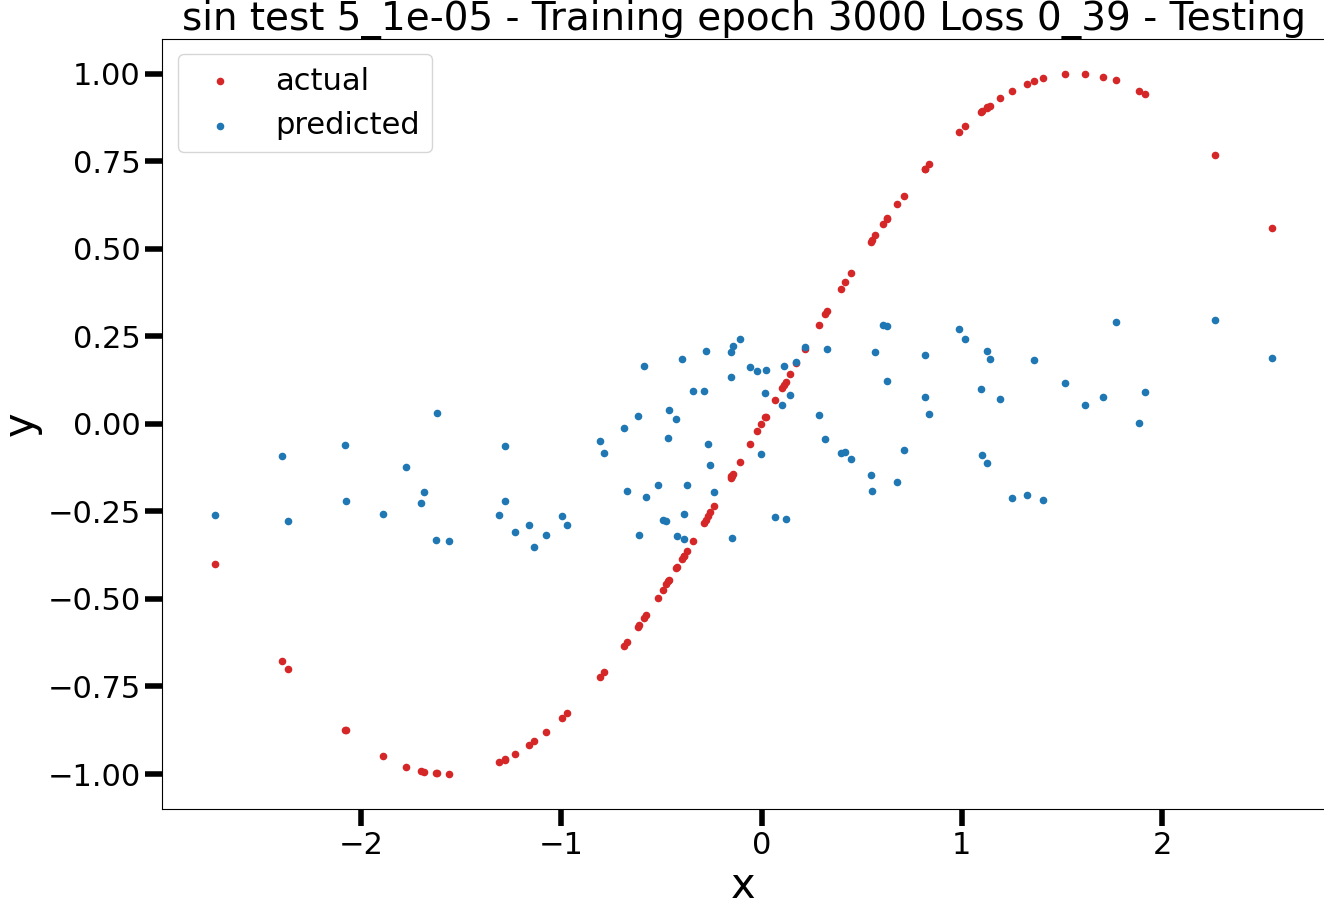 sin test 5_1e-05 - Training epoch 3000 Loss 0_39 - Testing
actual
predicted
1.00
0.75
0.50
0.25
0.00
−0.25
−0.50
−0.75
−1.00
y
−2 −1 0 1 2
x